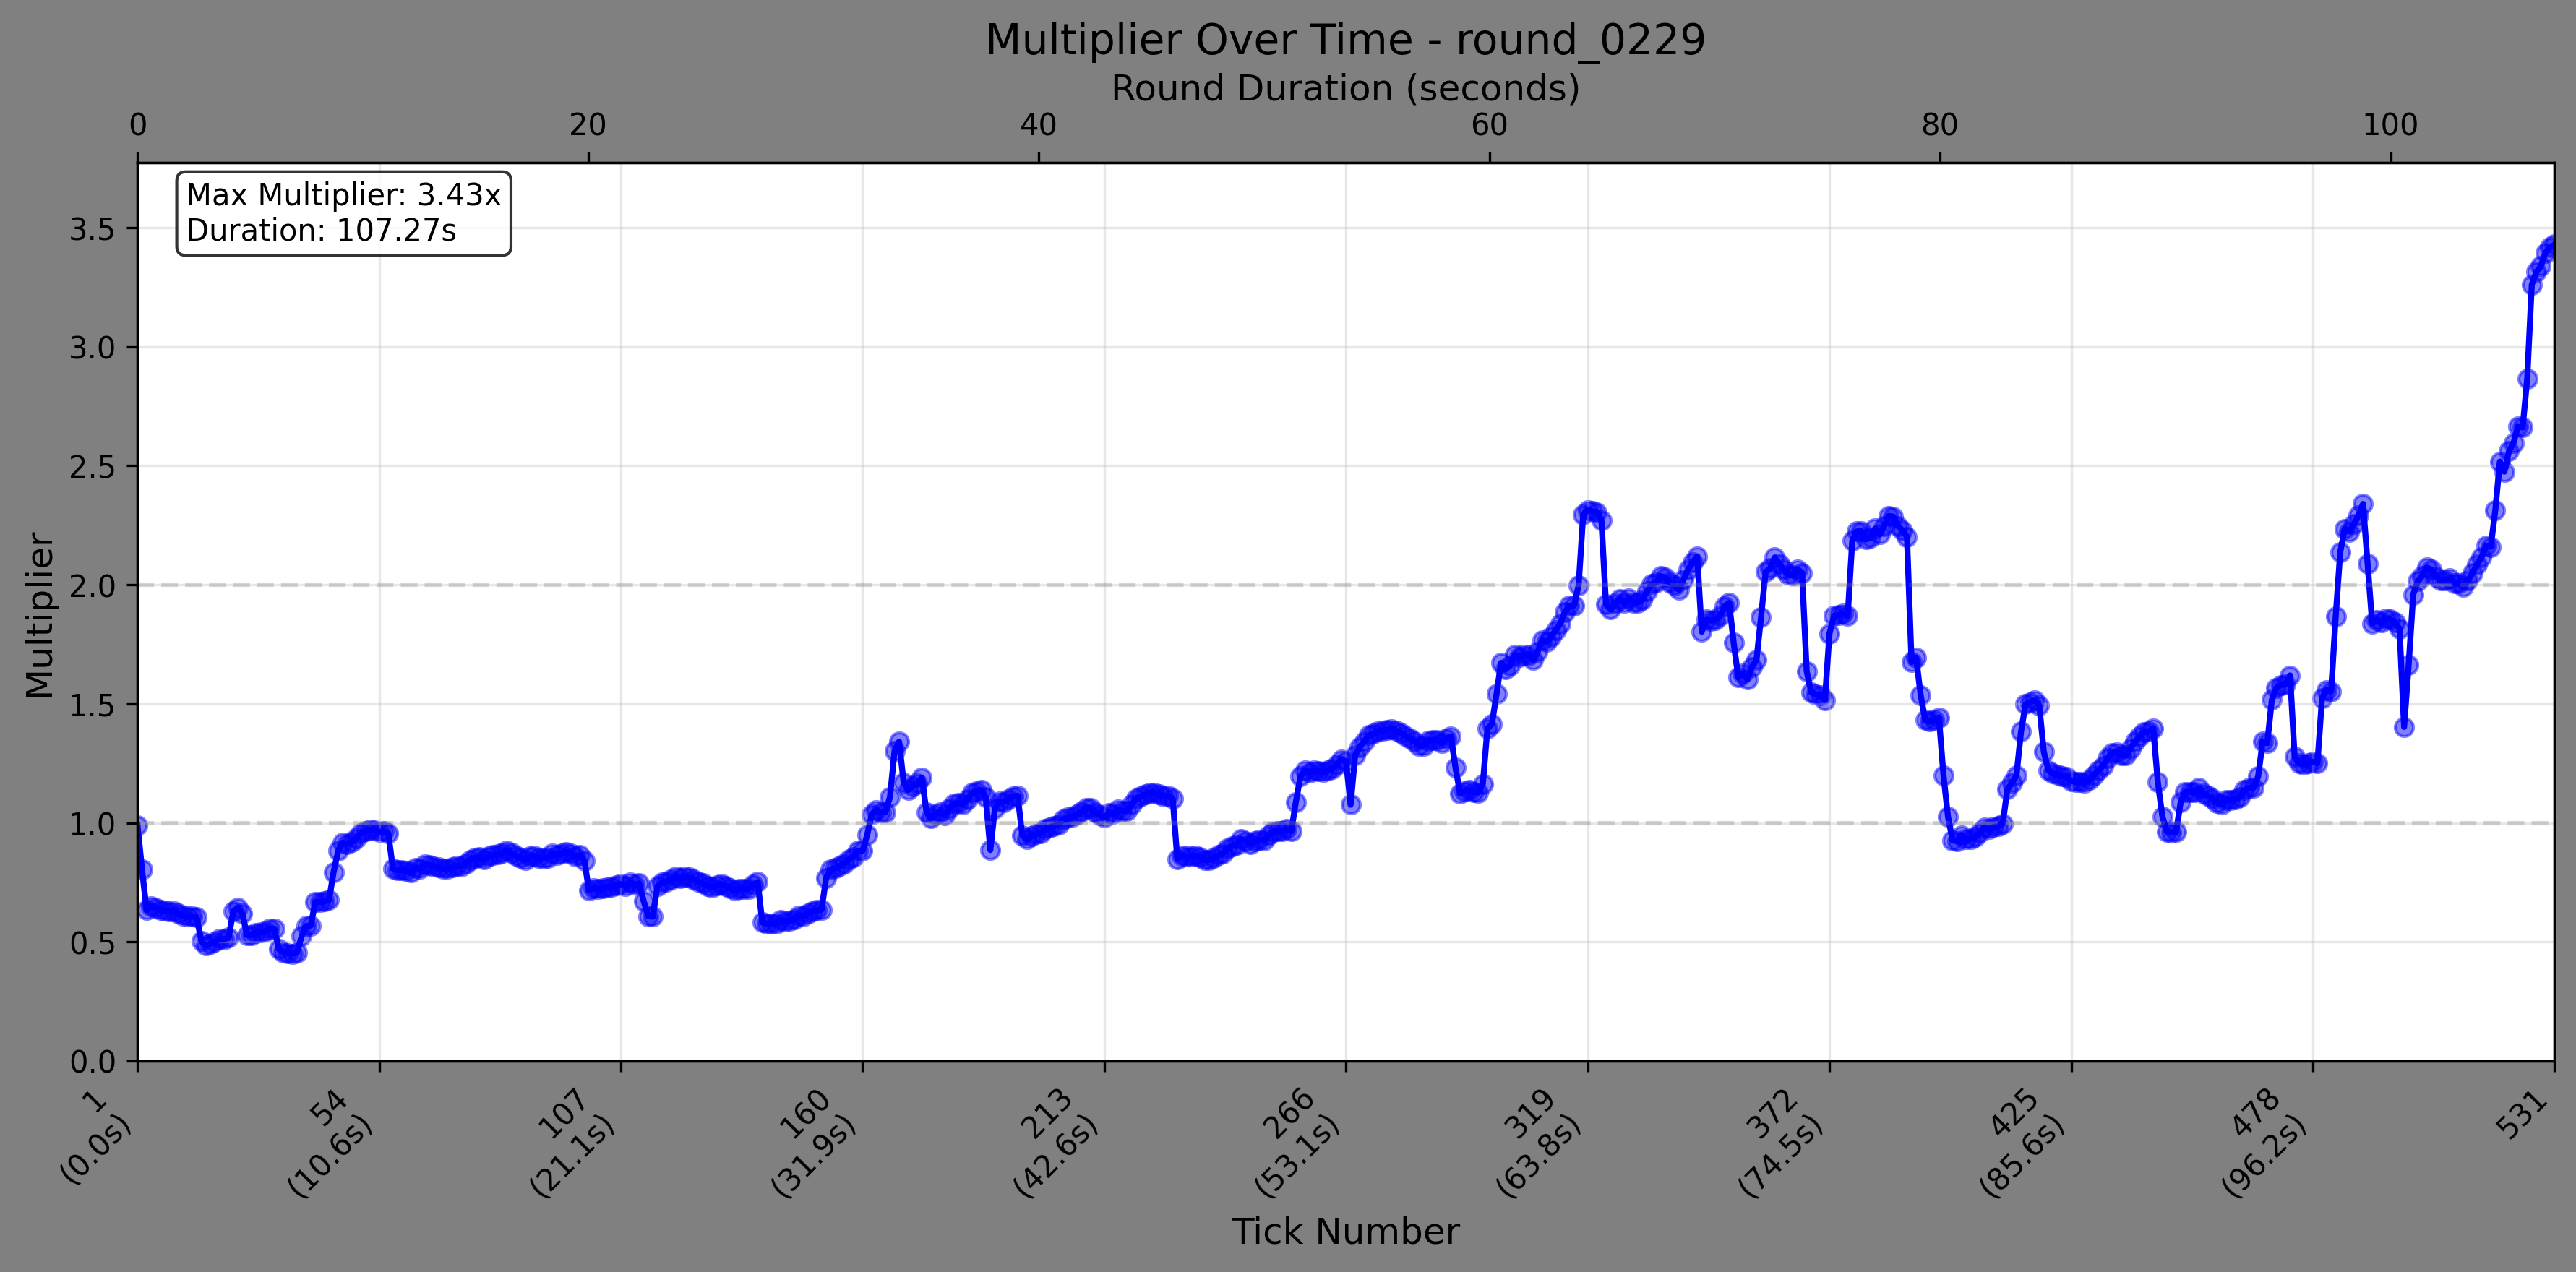 Multiplier Over Time - round_0229
Round Duration (seconds)
0 20 40 60 80 100
Max Multiplier: 3.43x
Duration: 107.27s
Multiplier
3.5
3.0
2.5
2.0
1.5
1.0
0.5
0.0
1
(0.0s)
54
(10.6s)
107
(21.1s)
160
(31.9s)
213
(42.6s)
266
(53.1s)
319
(63.8s)
372
(74.5s)
425
(85.6s)
478
(96.2s)
531
Tick Number